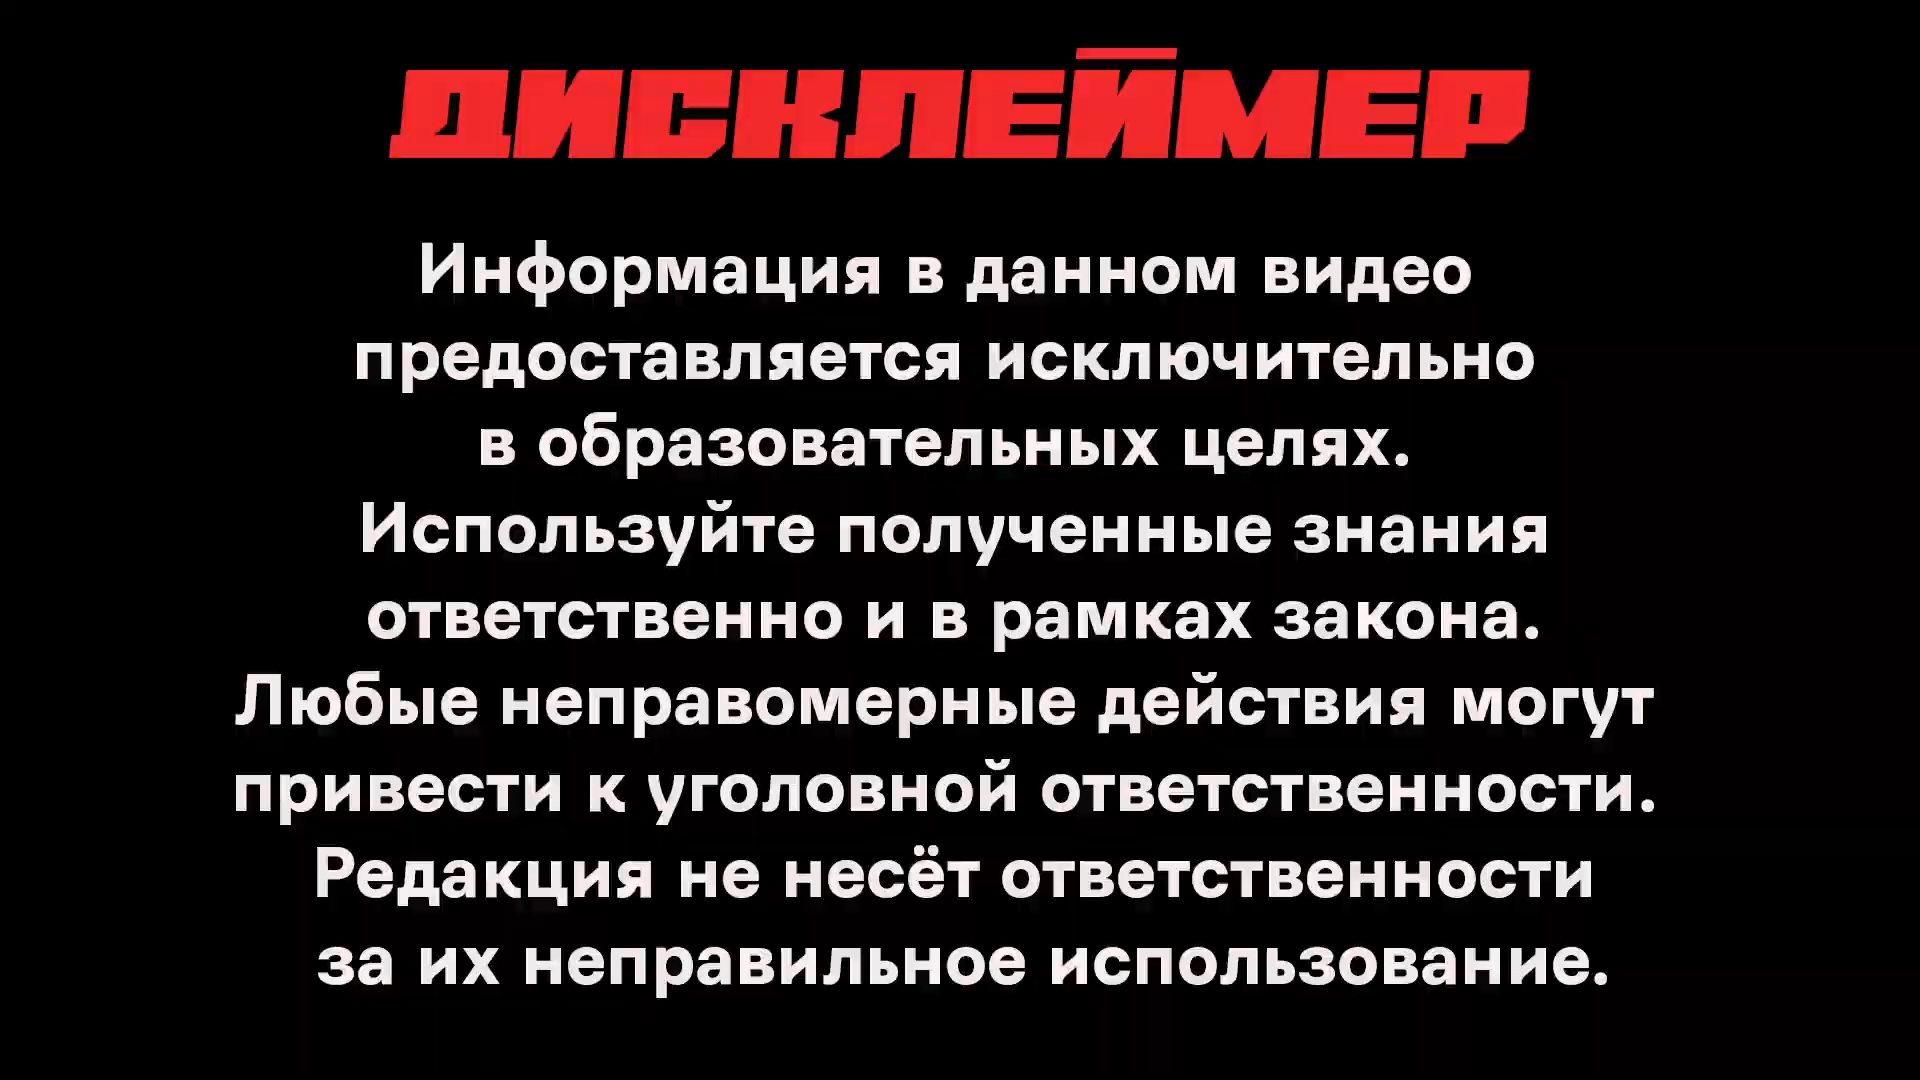 ДИСКЛЕЙМЕР
Информация в данном видео
предоставляется исключительно
в образовательных целях.
Используйте полученные знания
ответственно и в рамках закона.
Любые неправомерные действия могут
привести к уголовной ответственности.
Редакция не несёт ответственности
за их неправильное использование.